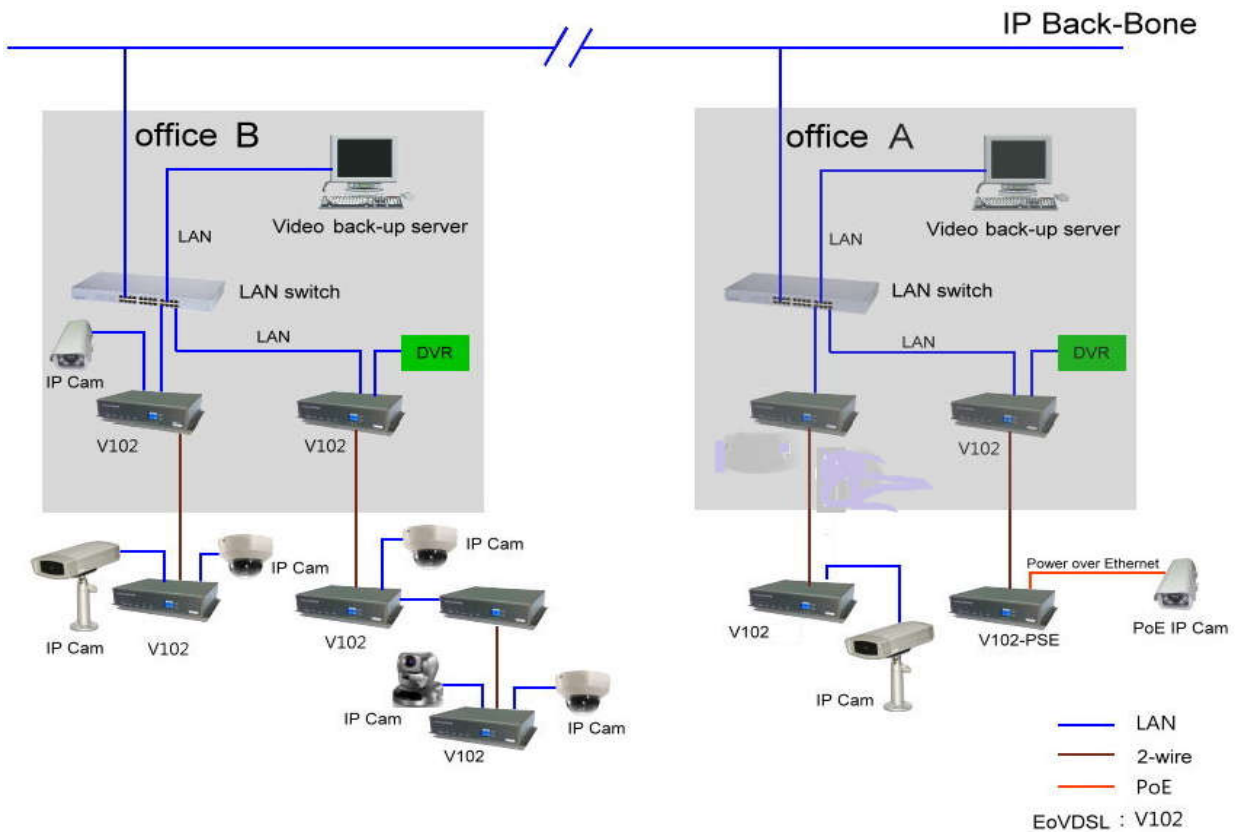 IP Back-Bone
office B
Video back-up server
LAN
LAN switch
LAN
DVR
IP Cam
V102
V102
IP Cam
IP Cam
V102
IP Cam
V102
IP Cam
IP Cam
V102
office A
Video back-up server
LAN
LAN switch
LAN
DVR
V102
Power over Ethernet
V102
V102-PSE
PoE IP Cam
IP Cam
LAN
2-wire
PoE
EoVDSL : V102